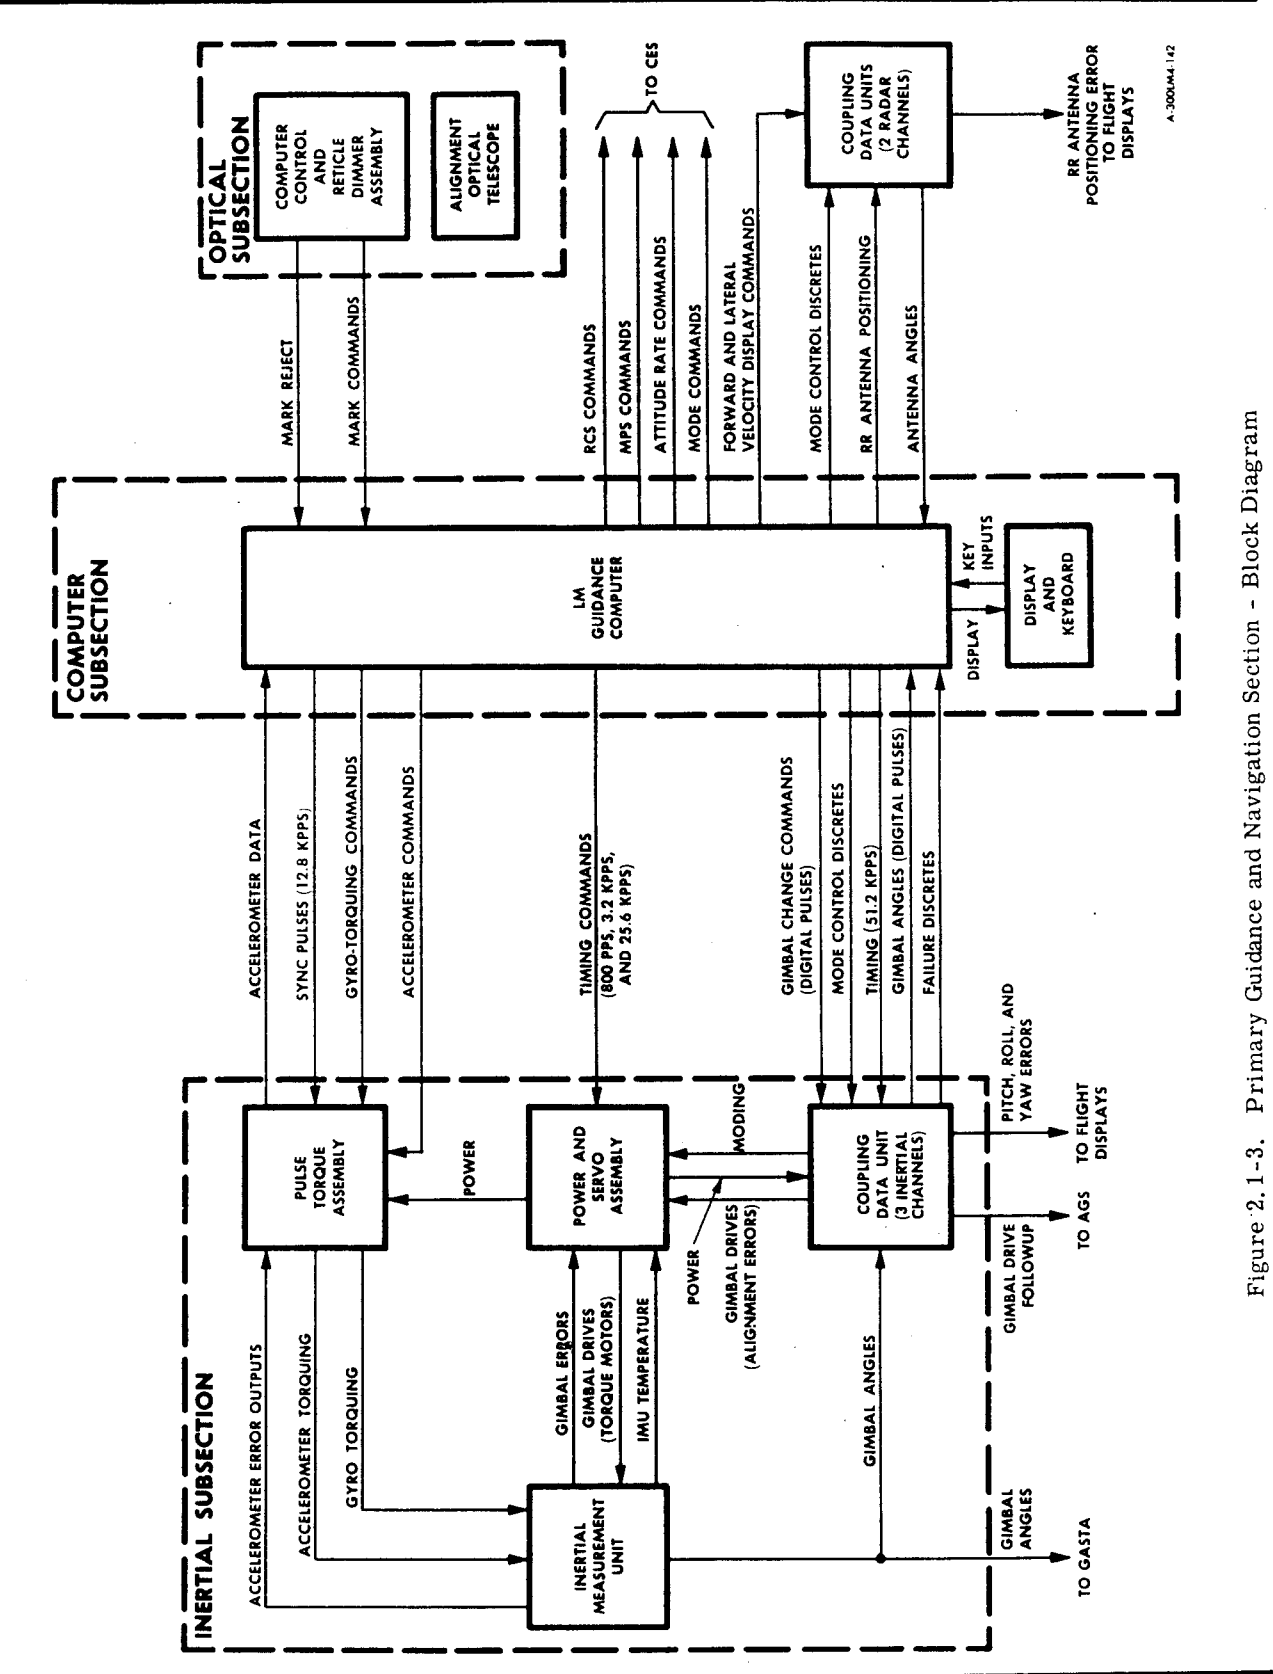 INERTIAL SUBSECTION
ACCELEROMETER ERROR OUTPUTS
ACCELEROMETER TORQUING
GYRO TORQUING
INERTIAL
MEASUREMENT
UNIT
GIMBAL ERRORS
GIMBAL DRIVES
(TORQUE MOTORS)
IMU TEMPERATURE
GIMBAL ANGLES
GIMBAL
ANGLES
TO GASTA
PULSE
TORQUE
ASSEMBLY
POWER
POWER AND
SERVO
ASSEMBLY
MODING
POWER
GIMBAL DRIVES
(ALIGNMENT ERRORS)
COUPLING
DATA UNIT
(3 INERTIAL
CHANNELS)
GIMBAL DRIVE
FOLLOWUP
TO AGS
PITCH, ROLL, AND
YAW ERRORS
TO FLIGHT
DISPLAYS
ACCELEROMETER DATA
SYNC PULSES (12.8 KPPS)
GYRO-TORQUING COMMANDS
ACCELEROMETER COMMANDS
TIMING COMMANDS
(800 PPS, 3.2 KPPS,
AND 25.6 KPPS)
GIMBAL CHANGE COMMANDS
(DIGITAL PULSES)
MODE CONTROL DISCRETES
TIMING (51.2 KPPS)
GIMBAL ANGLES (DIGITAL PULSES)
FAILURE DISCRETES
COMPUTER
SUBSECTION
LM
GUIDANCE
COMPUTER
DISPLAY
KEY
INPUTS
DISPLAY
AND
KEYBOARD
MARK REJECT
MARK COMMANDS
RCS COMMANDS
MPS COMMANDS
ATTITUDE RATE COMMANDS
MODE COMMANDS
FORWARD AND LATERAL
VELOCITY DISPLAY COMMANDS
MODE CONTROL DISCRETES
RR ANTENNA POSITIONING
ANTENNA ANGLES
OPTICAL
SUBSECTION
COMPUTER
CONTROL
AND
RETICLE
DIMMER
ASSEMBLY
ALIGNMENT
OPTICAL
TELESCOPE
TO CES
COUPLING
DATA UNITS
(2 RADAR
CHANNELS)
RR ANTENNA
POSITIONING ERROR
TO FLIGHT
DISPLAYS
A-300LM4-142
Figure 2.1-3. Primary Guidance and Navigation Section - Block Diagram